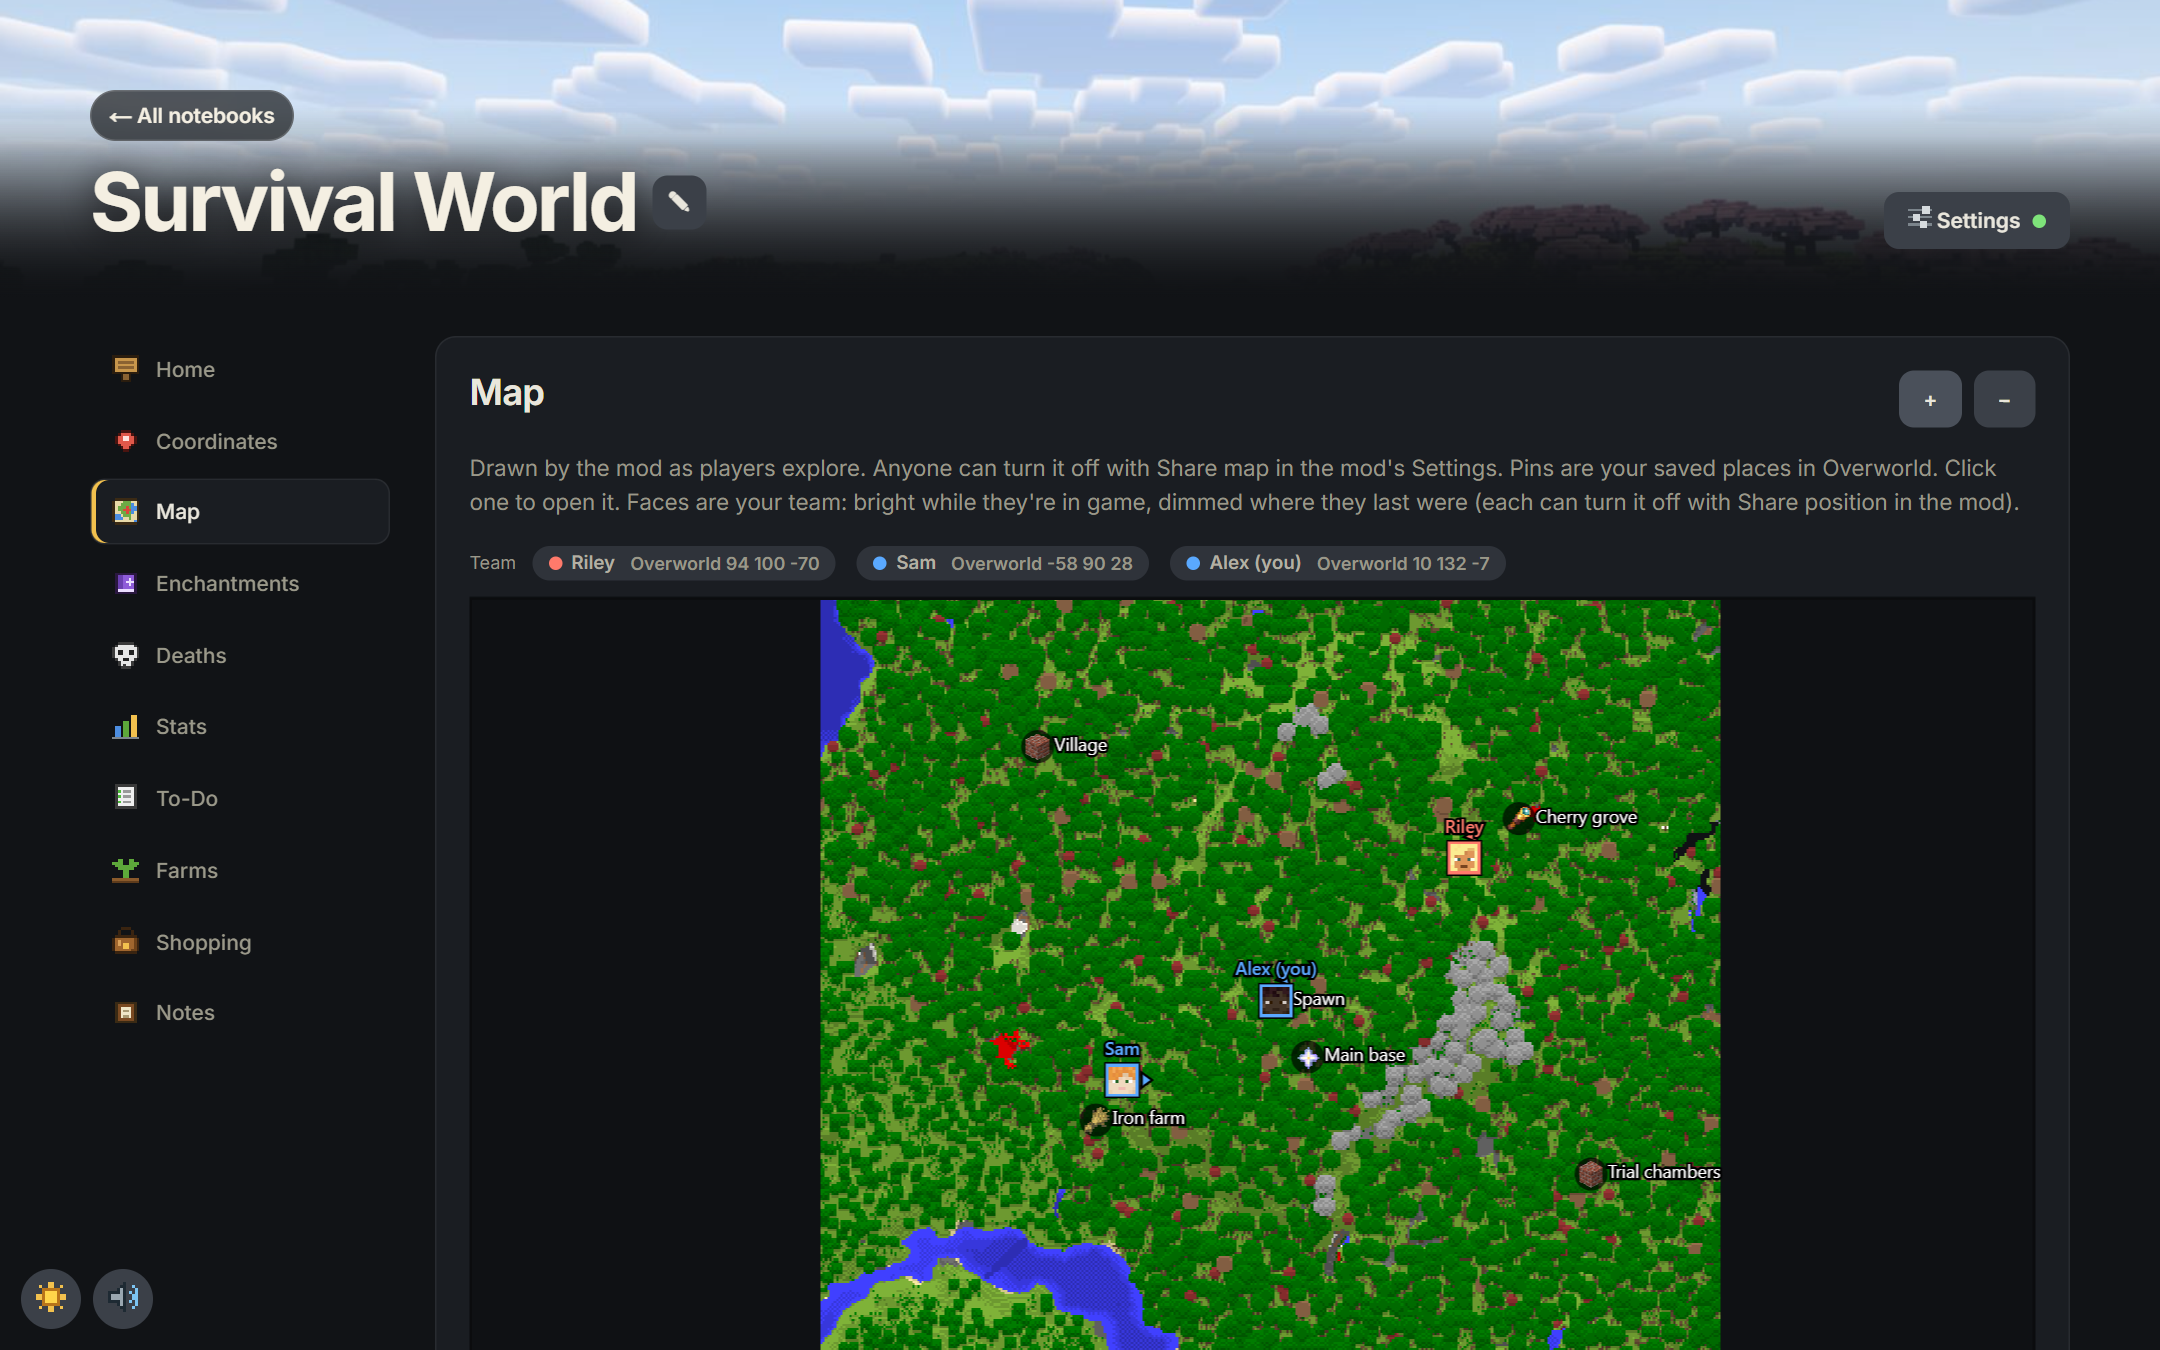 ← All notebooks
Survival World
Settings
Home
Coordinates
Map
Enchantments
Deaths
Stats
To-Do
Farms
Shopping
Notes
Map
+
−
Drawn by the mod as players explore. Anyone can turn it off with Share map in the mod's Settings. Pins are your saved places in Overworld. Click
one to open it. Faces are your team: bright while they're in game, dimmed where they last were (each can turn it off with Share position in the mod).
Team Riley Overworld 94 100 -70 Sam Overworld -58 90 28 Alex (you) Overworld 10 132 -7
Village
Cherry grove
Riley
Alex (you)
Spawn
Sam
Main base
Iron farm
Trial chambers